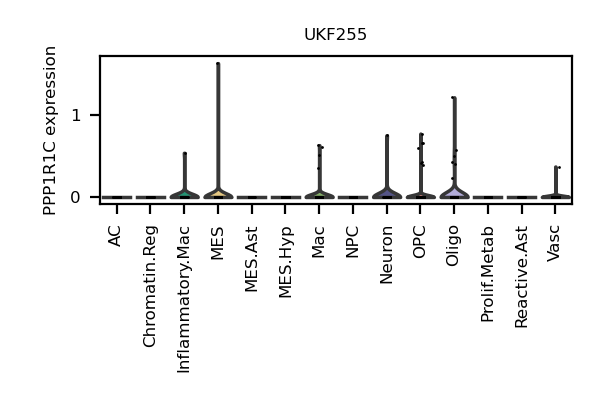 UKF255
PPP1R1C expression
1
0
AC
Chromatin.Reg
Inflammatory.Mac
MES
MES.Ast
MES.Hyp
Mac
NPC
Neuron
OPC
Oligo
Prolif.Metab
Reactive.Ast
Vasc